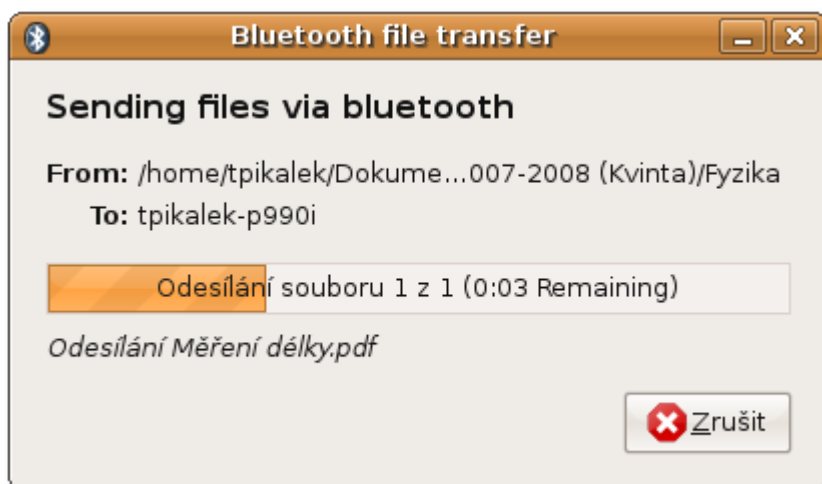 Bluetooth file transfer
Sending files via bluetooth
From: /home/tpikalek/Dokume...007-2008 (Kvinta)/Fyzika
To: tpikalek-p990i
Odesílání souboru 1 z 1 (0:03 Remaining)
Odesílání Měření délky.pdf
Zrušit